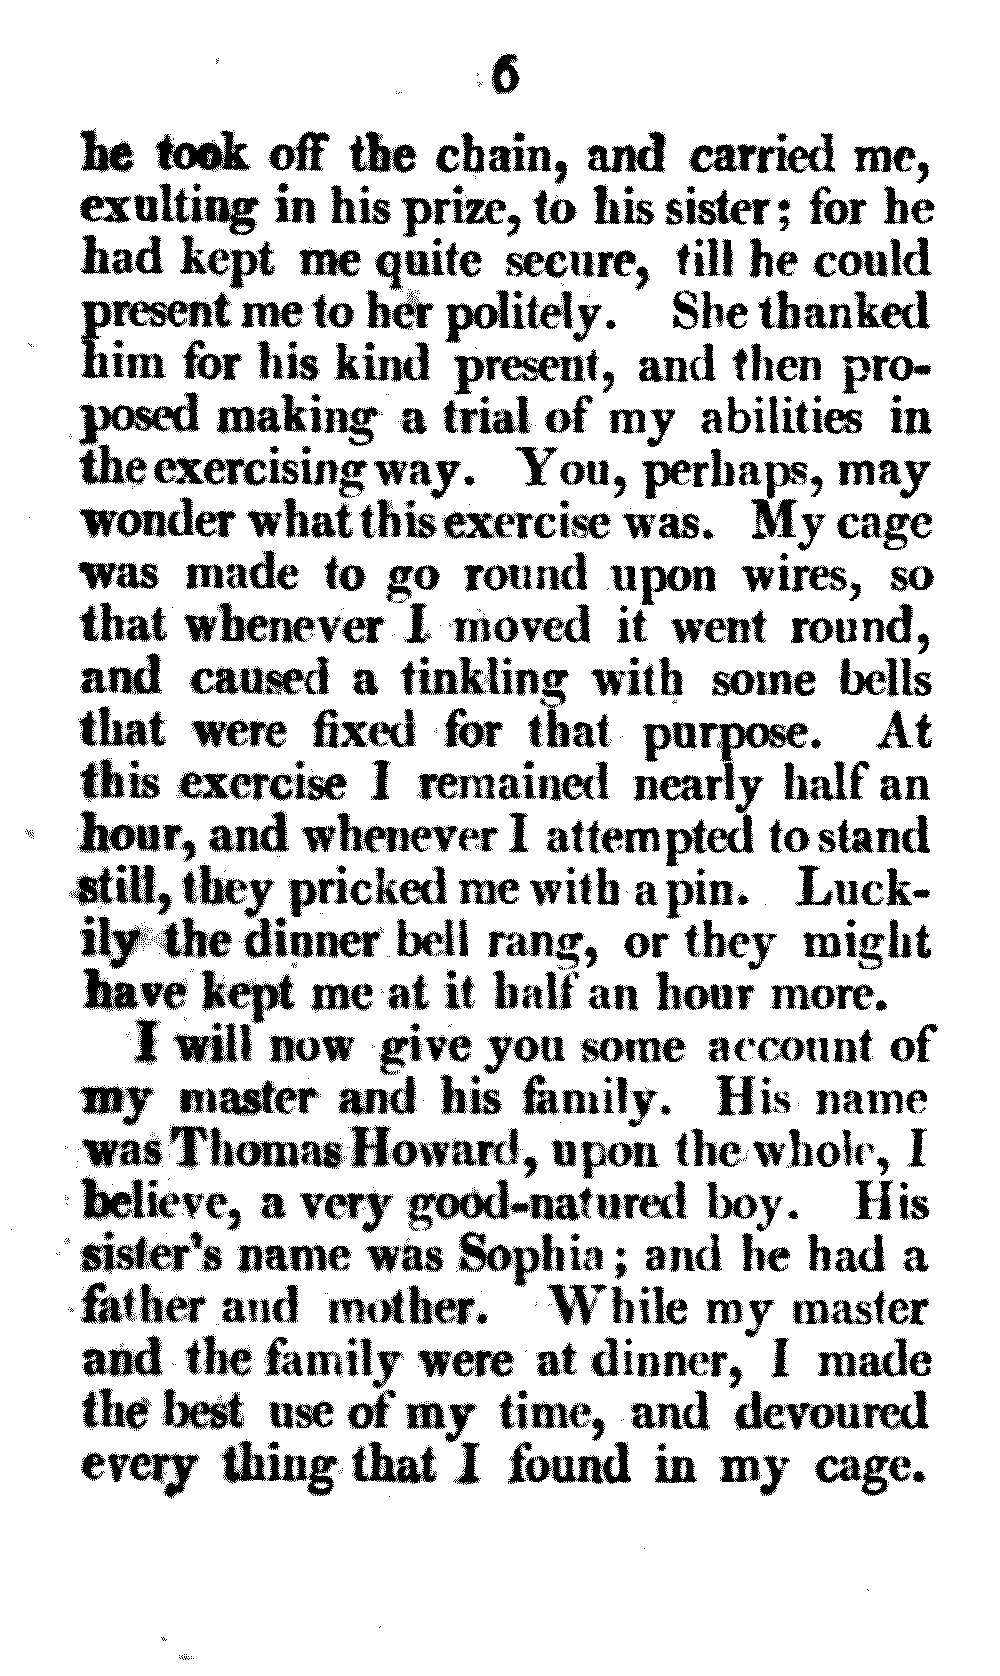 6
he took off the chain, and carried me,
exulting in his prize, to his sister; for he
had kept me quite secure, till he could
present me to her politely. She thanked
him for his kind present, and then pro-
posed making a trial of my abilities in
the exercising way. You, perhaps, may
wonder what this exercise was. My cage
was made to go round upon wires, so
that whenever I moved it went round,
and caused a tinkling with some bells
that were fixed for that purpose. At
this exercise I remained nearly half an
hour, and whenever I attempted to stand
still, they pricked me with a pin. Luck-
ily the dinner bell rang, or they might
have kept me at it half an hour more.
I will now give you some account of
my master and his family. His name
was Thomas Howard, upon the whole, I
believe, a very good-natured boy. His
sister's name was Sophia; and he had a
father and mother. While my master
and the family were at dinner, I made
the best use of my time, and devoured
every thing that I found in my cage.